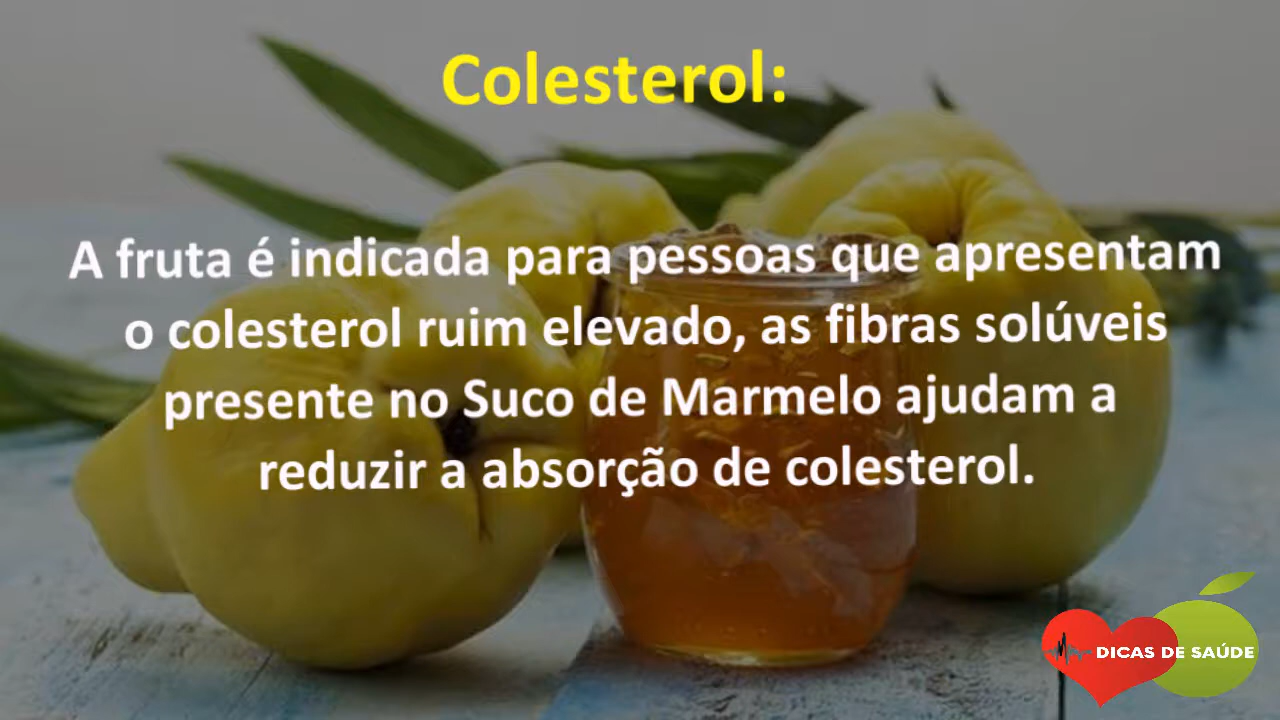 Colesterol:
A fruta é indicada para pessoas que apresentam
o colesterol ruim elevado, as fibras solúveis
presente no Suco de Marmelo ajudam a
reduzir a absorção de colesterol.
DICAS DE SAÚDE